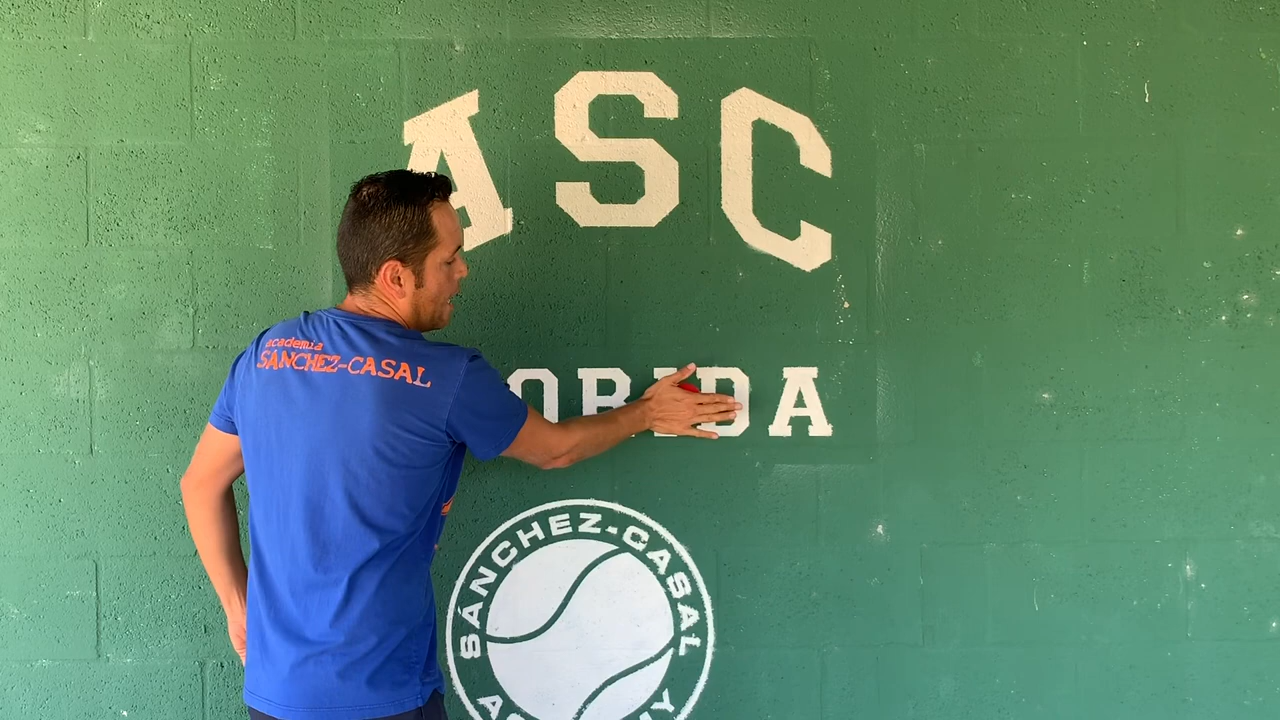 ASC
academia
SANCHEZ-CASAL
ORIDA
SÁNCHEZ-CASAL